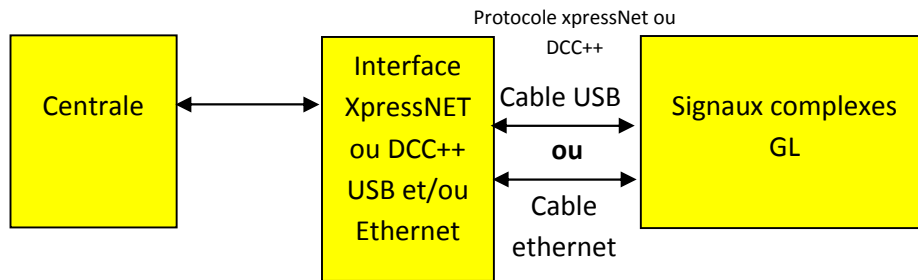 Centrale
Interface
XpressNET
ou DCC++
USB et/ou
Ethernet
Protocole xpressNet ou
DCC++
Cable USB
ou
Cable
ethernet
Signaux complexes
GL